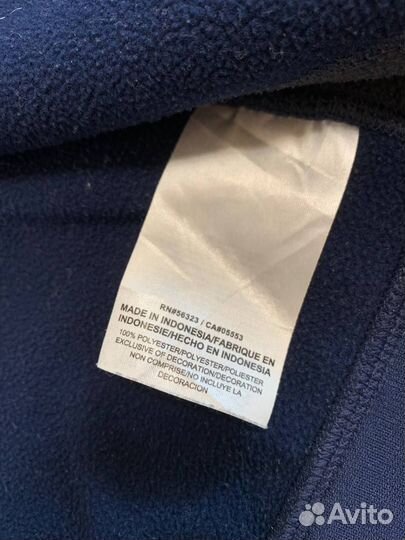 RN#56323 / CA#05553
MADE IN INDONESIA/FABRIQUE EN
INDONESIE/HECHO EN INDONESIA
100% POLYESTER/POLYESTER/POLIESTER
EXCLUSIVE OF DECORATION/DECORATION
NON COMPRISE/NO INCLUYE LA
DECORACION
Avito